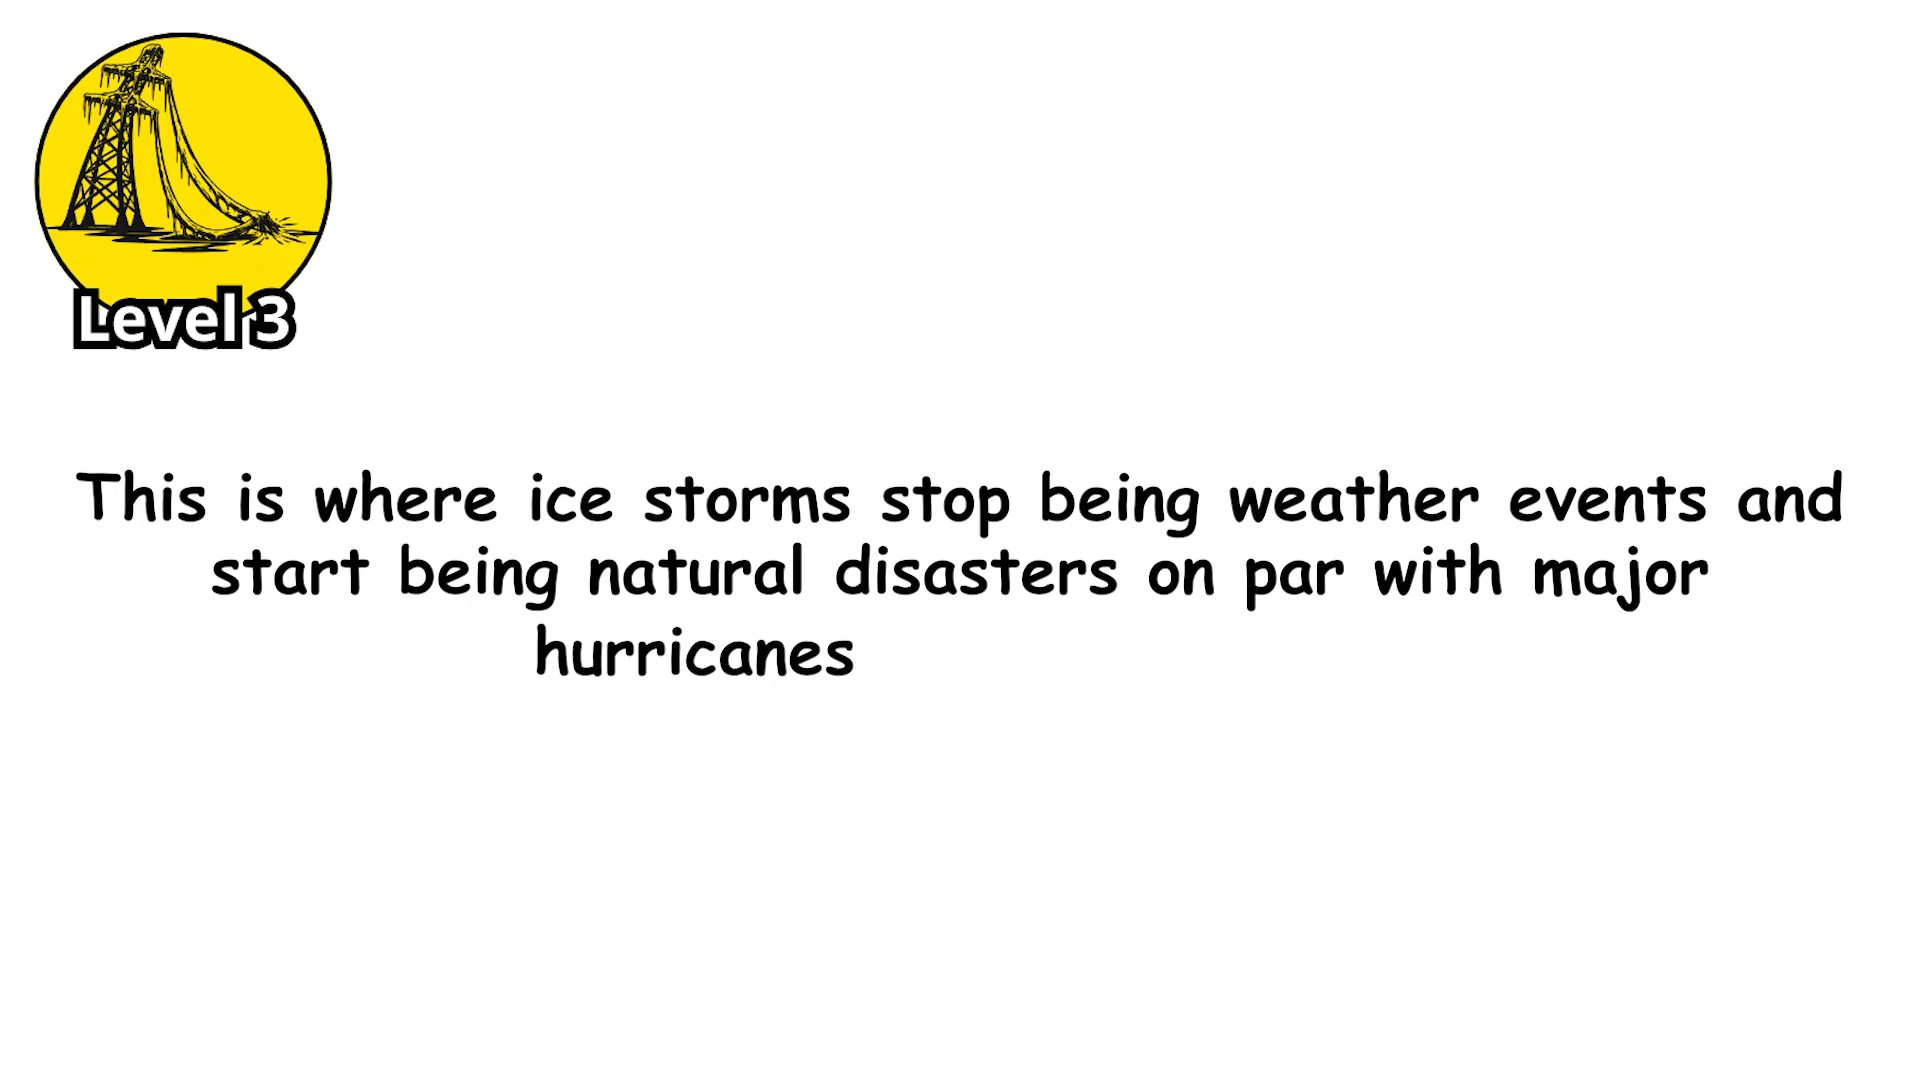 Level 3
This is where ice storms stop being weather events and
start being natural disasters on par with major
hurricanes